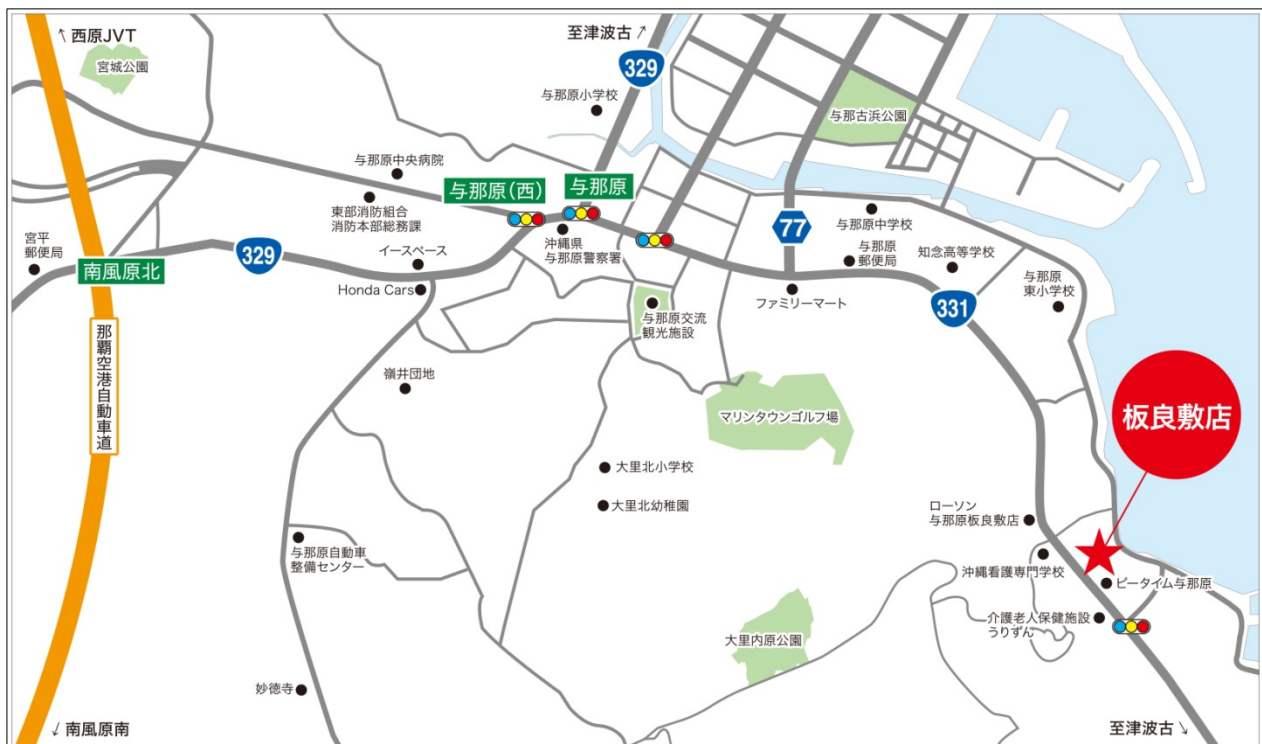 ↖ 西原JVT
宮城公園
至津波古↗
329
与那原小学校
与那古浜公園
与那原中央病院
与那原(西)
与那原
東部消防組合
消防本部総務課
宮平
郵便局
南風原北
329
イースペース
Honda Cars
沖縄県
与那原警察署
77
与那原中学校
与那原
郵便局
知念高等学校
与那原
東小学校
ファミリーマート
331
与那原交流
観光施設
那覇空港自動車道
嶺井団地
マリンタウンゴルフ場
板良敷店
大里北小学校
大里北幼稚園
ローソン
与那原板良敷店
与那原自動車
整備センター
沖縄看護専門学校
ピータイム与那原
介護老人保健施設
うりずん
大里内原公園
妙徳寺
↙ 南風原南
至津波古↘